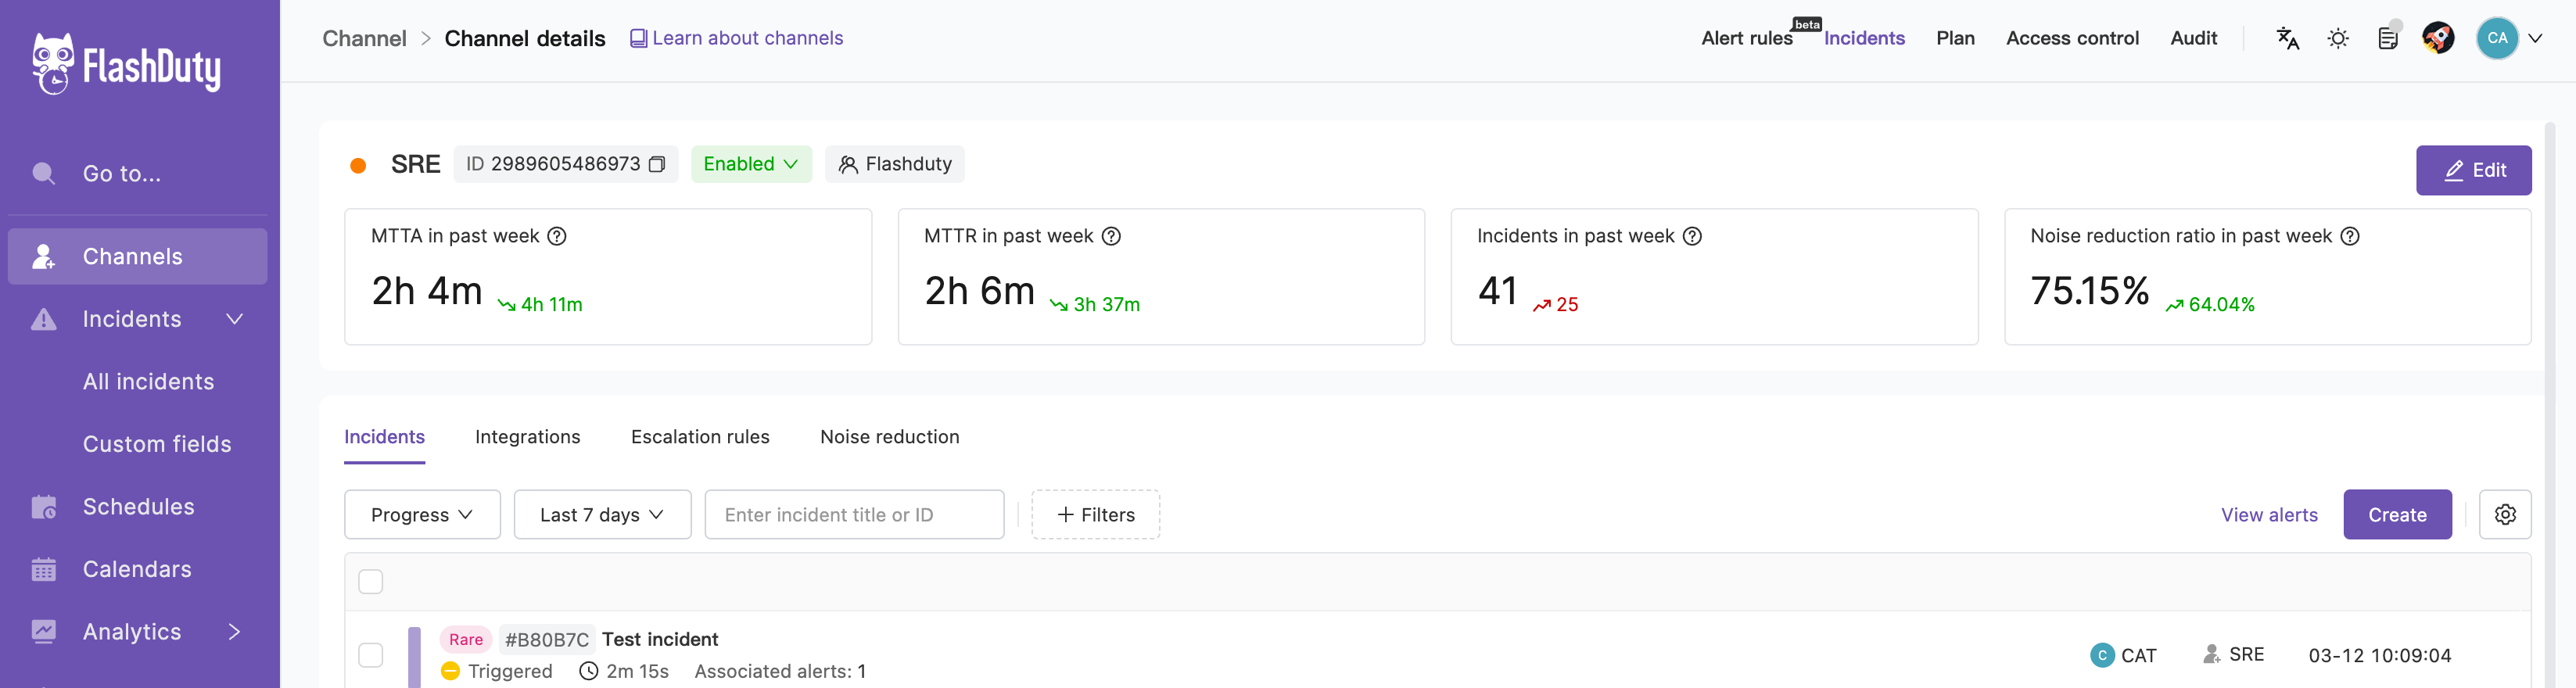 FlashDuty
Go to...
Channels
Incidents
All incidents
Custom fields
Schedules
Calendars
Analytics
Channel > Channel details Learn about channels
Alert rules beta Incidents Plan Access control Audit CA
SRE ID 2989605486973 Enabled Flashduty
Edit
MTTA in past week
2h 4m 4h 11m
MTTR in past week
2h 6m 3h 37m
Incidents in past week
41 25
Noise reduction ratio in past week
75.15% 64.04%
Incidents Integrations Escalation rules Noise reduction
Progress Last 7 days Enter incident title or ID + Filters View alerts Create
Rare #B80B7C Test incident
Triggered 2m 15s Associated alerts: 1
C CAT SRE 03-12 10:09:04